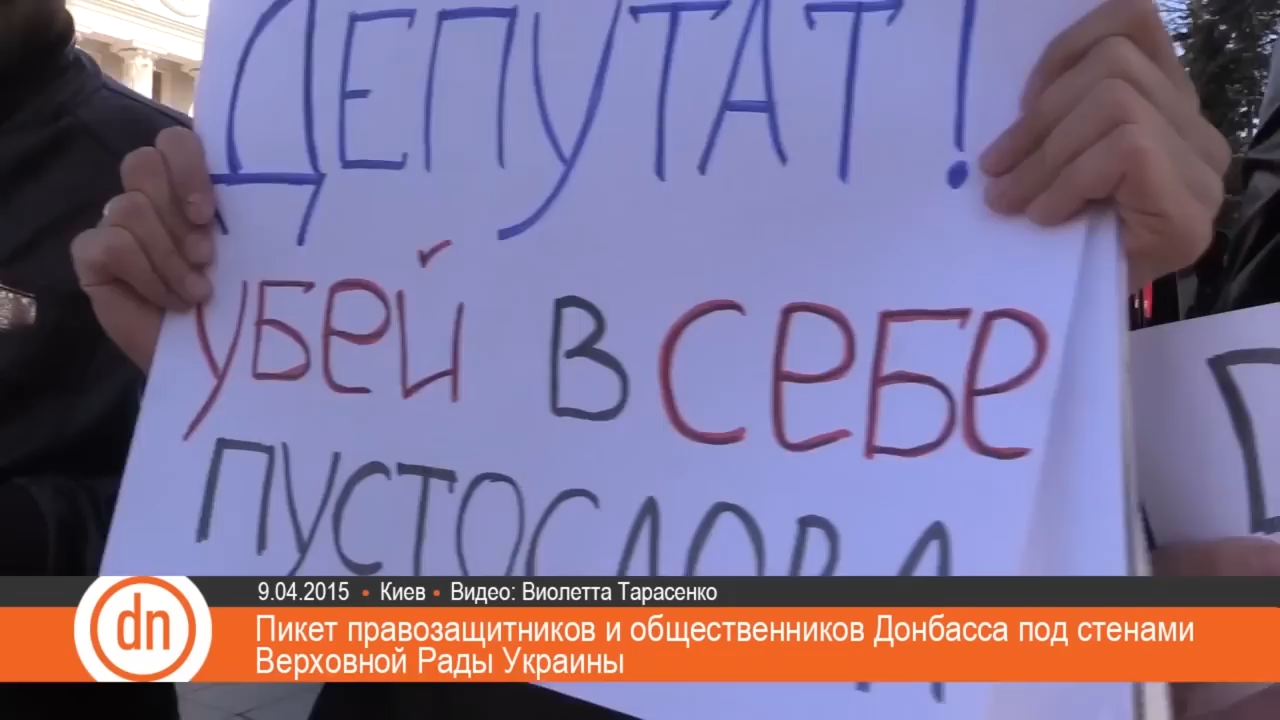 ДЕПУТАТ!
УБЕЙ В СЕБЕ
ПУСТОСЛОВА
9.04.2015 • Киев • Видео: Виолетта Тарасенко
dn
Пикет правозащитников и общественников Донбасса под стенами
Верховной Рады Украины